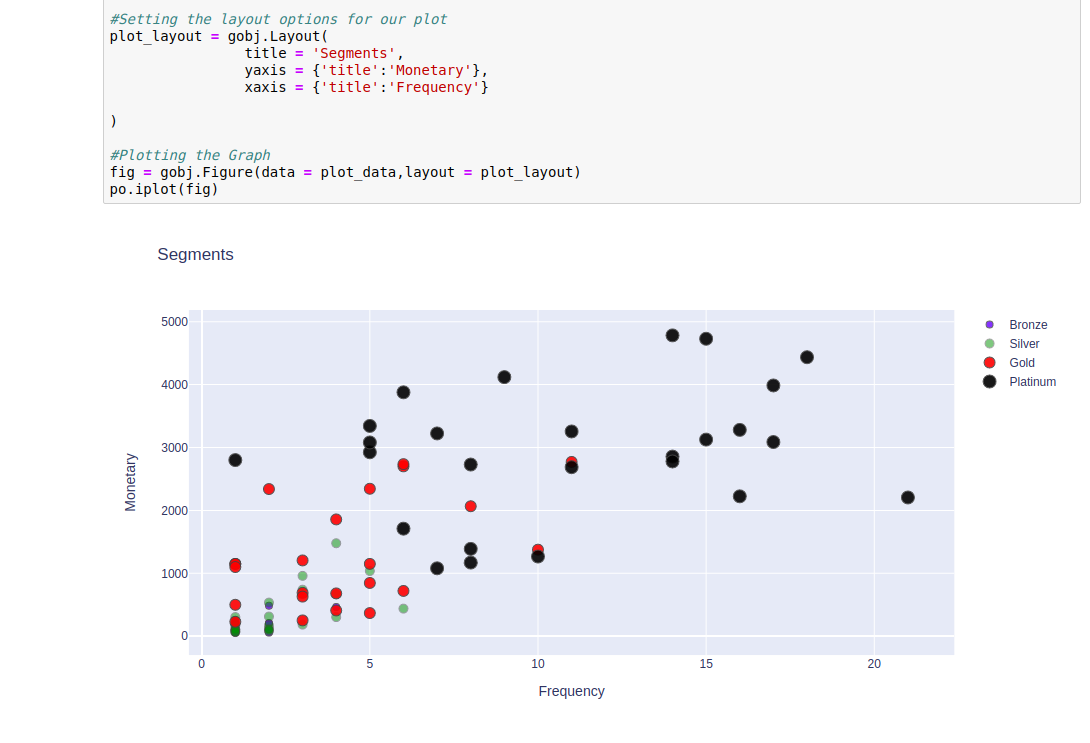 #Setting the layout options for our plot
plot_layout = gobj.Layout(
title = 'Segments',
yaxis = {'title':'Monetary'},
xaxis = {'title':'Frequency'}
)
#Plotting the Graph
fig = gobj.Figure(data = plot_data,layout = plot_layout)
po.iplot(fig)
Segments
5000
4000
3000
2000
1000
0
Monetary
0 5 10 15 20
Frequency
Bronze
Silver
Gold
Platinum